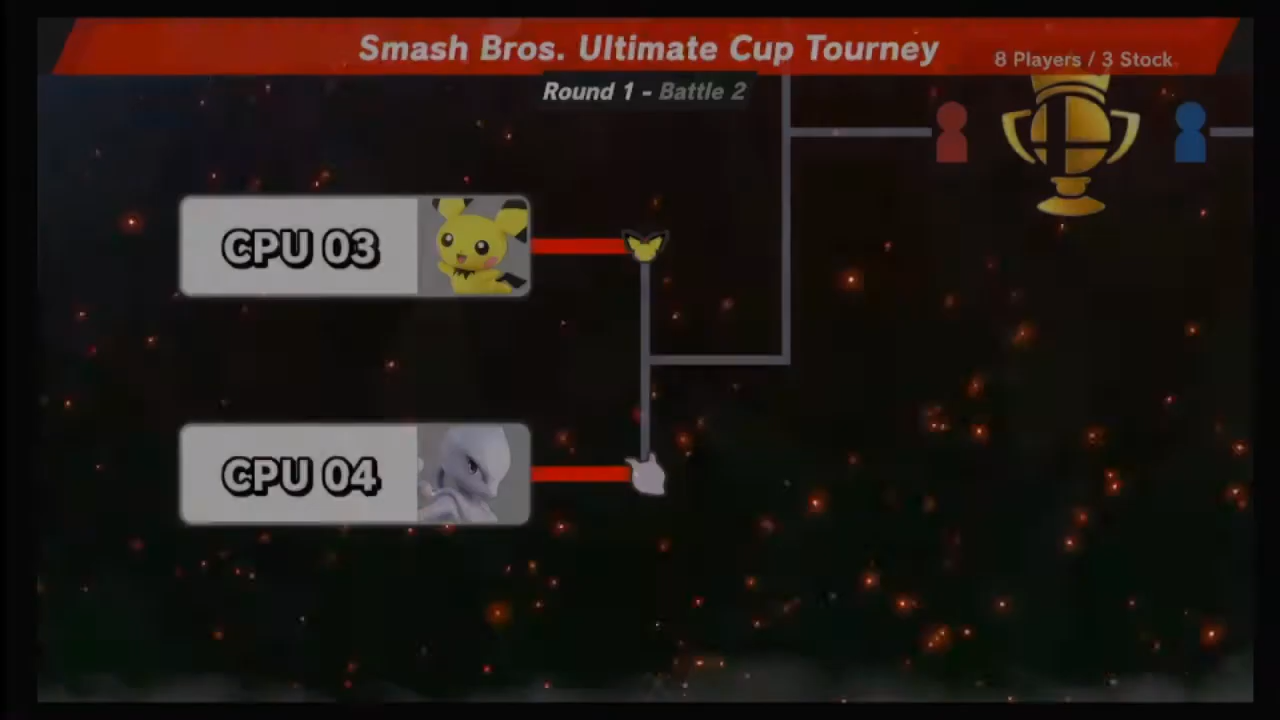 Smash Bros. Ultimate Cup Tourney
8 Players / 3 Stock
Round 1 - Battle 2
CPU 03
CPU 04